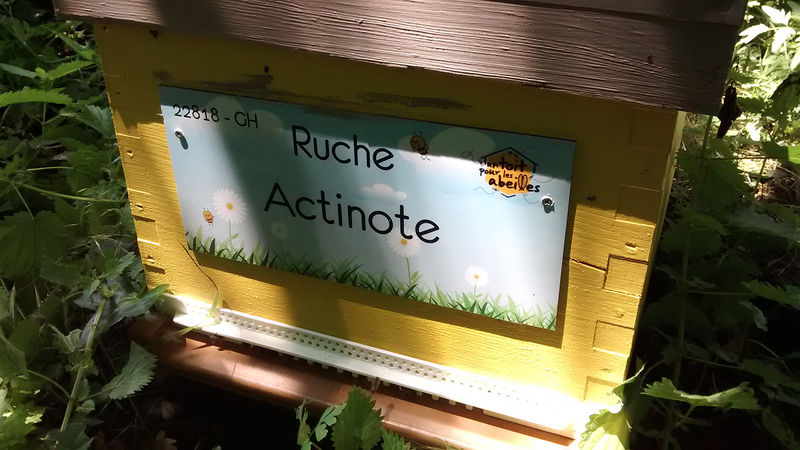 22818 - GH
Ruche
Actinote
un toit
pour les
abeilles